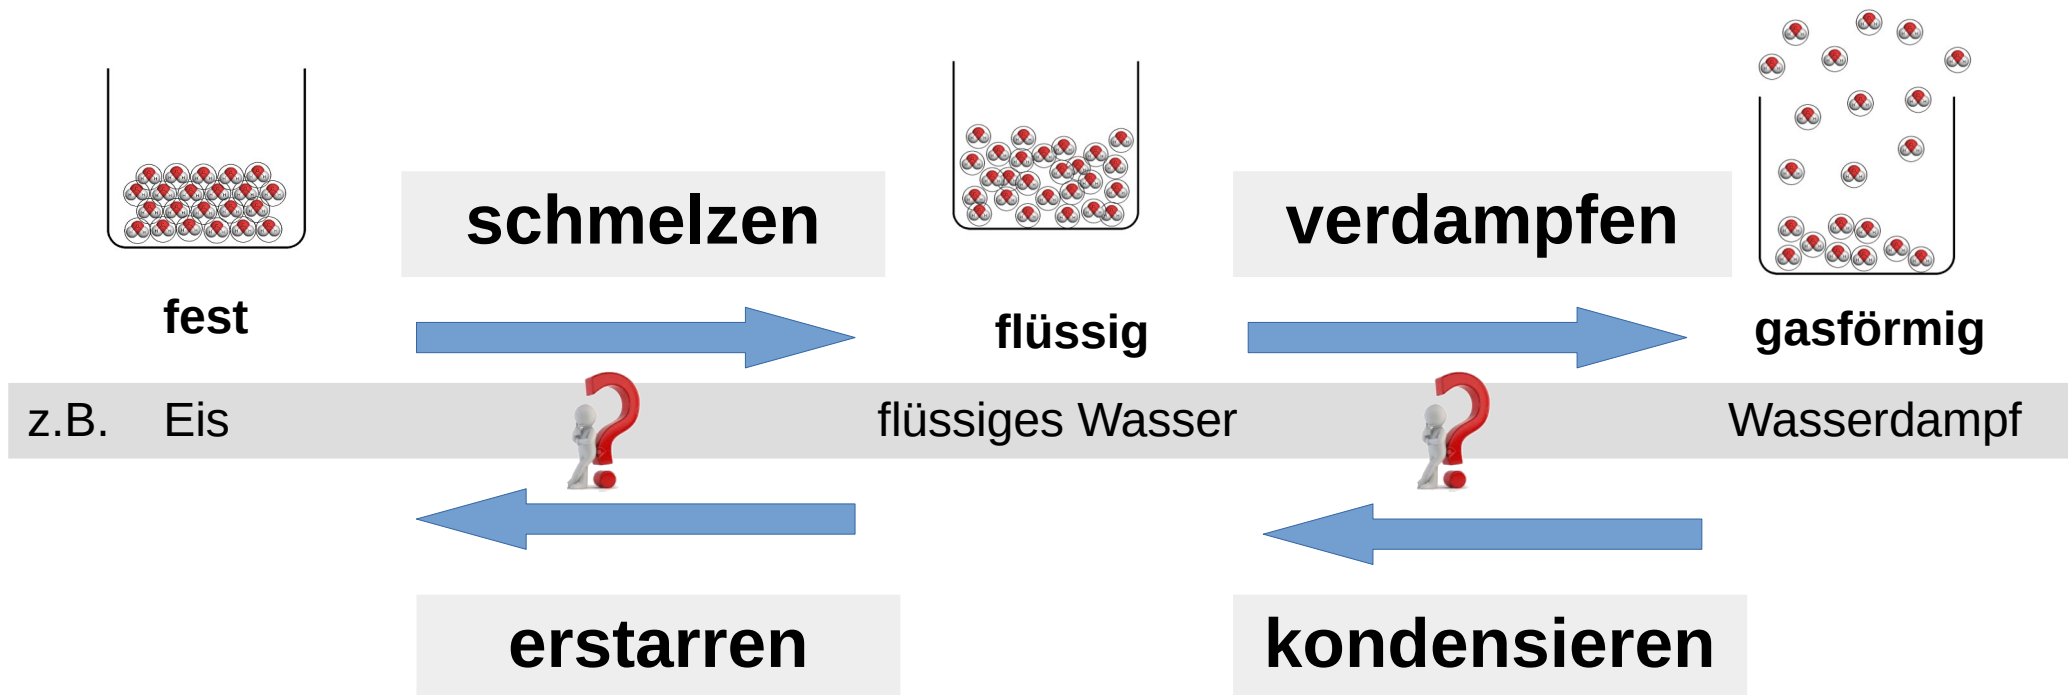 schmelzen
verdampfen
fest
flüssig
gasförmig
z.B. Eis flüssiges Wasser Wasserdampf
erstarren
kondensieren